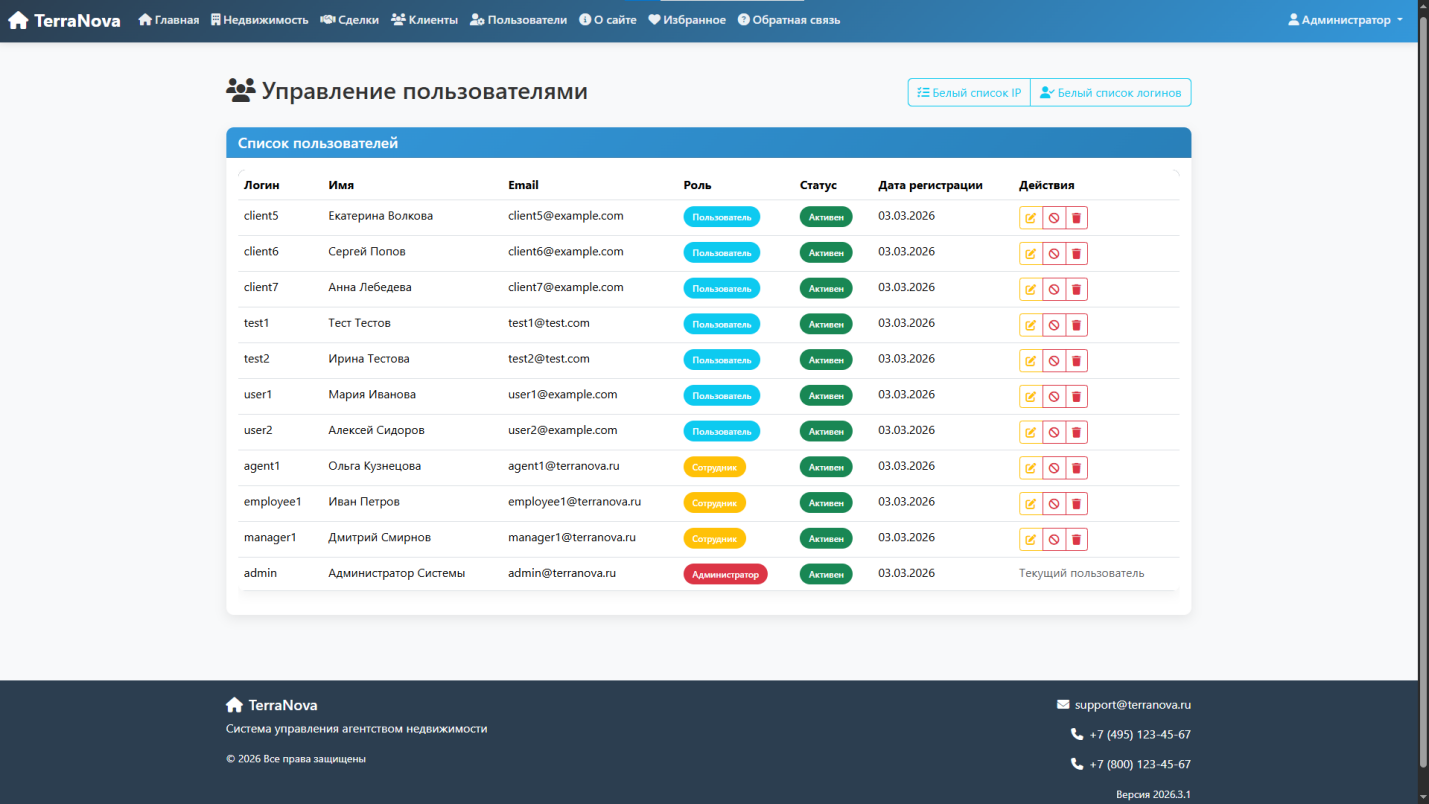 TerraNova Главная Недвижимость Сделки Клиенты Пользователи О сайте Избранное Обратная связь Администратор
Управление пользователями Белый список IP Белый список логинов
Список пользователей
Логин Имя Email Роль Статус Дата регистрации Действия
client5 Екатерина Волкова client5@example.com Пользователь Активен 03.03.2026
client6 Сергей Попов client6@example.com Пользователь Активен 03.03.2026
client7 Анна Лебедева client7@example.com Пользователь Активен 03.03.2026
test1 Тест Тестов test1@test.com Пользователь Активен 03.03.2026
test2 Ирина Тестова test2@test.com Пользователь Активен 03.03.2026
user1 Мария Иванова user1@example.com Пользователь Активен 03.03.2026
user2 Алексей Сидоров user2@example.com Пользователь Активен 03.03.2026
agent1 Ольга Кузнецова agent1@terranova.ru Сотрудник Активен 03.03.2026
employee1 Иван Петров employee1@terranova.ru Сотрудник Активен 03.03.2026
manager1 Дмитрий Смирнов manager1@terranova.ru Сотрудник Активен 03.03.2026
admin Администратор Системы admin@terranova.ru Администратор Активен 03.03.2026 Текущий пользователь
TerraNova
Система управления агентством недвижимости
© 2026 Все права защищены
support@terranova.ru
+7 (495) 123-45-67
+7 (800) 123-45-67
Версия 2026.3.1